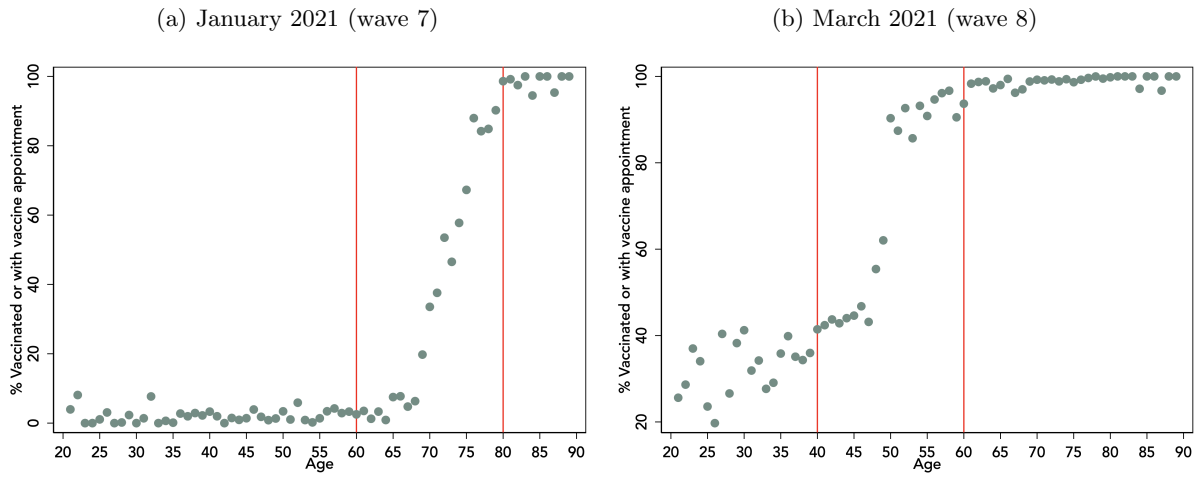 (a) January 2021 (wave 7)
% Vaccinated or with vaccine appointment
100
80
60
40
20
0
20 25 30 35 40 45 50 55 60 65 70 75 80 85 90
Age
(b) March 2021 (wave 8)
% Vaccinated or with vaccine appointment
100
80
60
40
20
20 25 30 35 40 45 50 55 60 65 70 75 80 85 90
Age